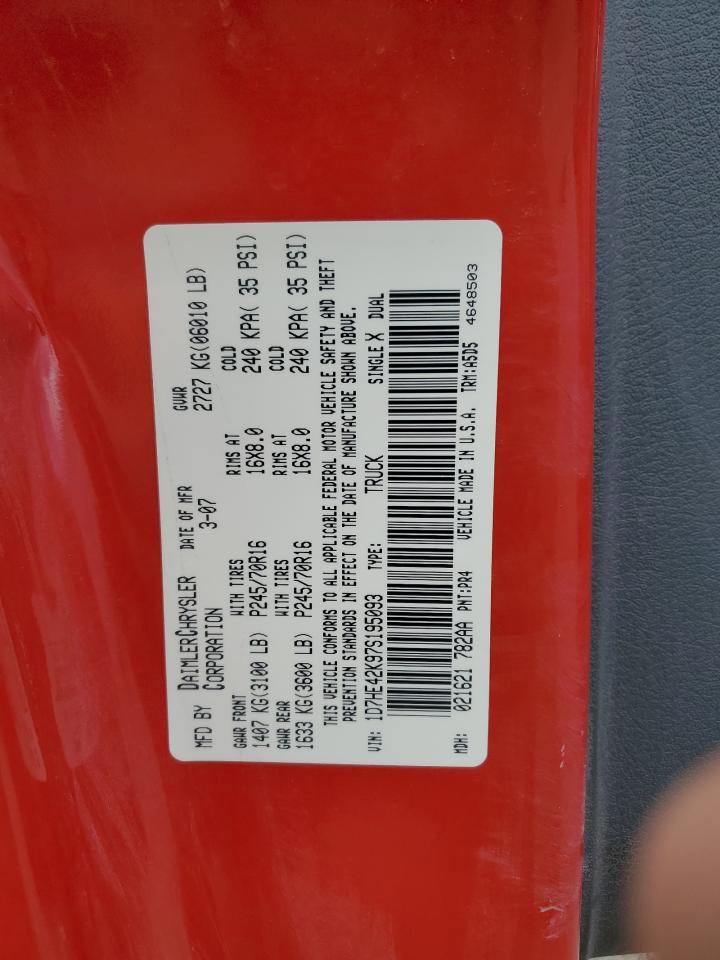 MFD BY DAIMLERCHRYSLER CORPORATION DATE OF MFR 3-07 GVWR 2727 KG(06010 LB)
GAWR FRONT WITH TIRES RIMS AT COLD
1407 KG(3100 LB) P245/70R16 16X8.0 240 KPA( 35 PSI)
GAWR REAR WITH TIRES RIMS AT COLD
1633 KG(3600 LB) P245/70R16 16X8.0 240 KPA( 35 PSI)
THIS VEHICLE CONFORMS TO ALL APPLICABLE FEDERAL MOTOR VEHICLE SAFETY AND THEFT
PREVENTION STANDARDS IN EFFECT ON THE DATE OF MANUFACTURE SHOWN ABOVE.
VIN: 1D7HE42K97S195093 TYPE: TRUCK SINGLE X DUAL
MDH: 021621 782AA PNT:PR4 VEHICLE MADE IN U.S.A. TRM:A5D5 4648503